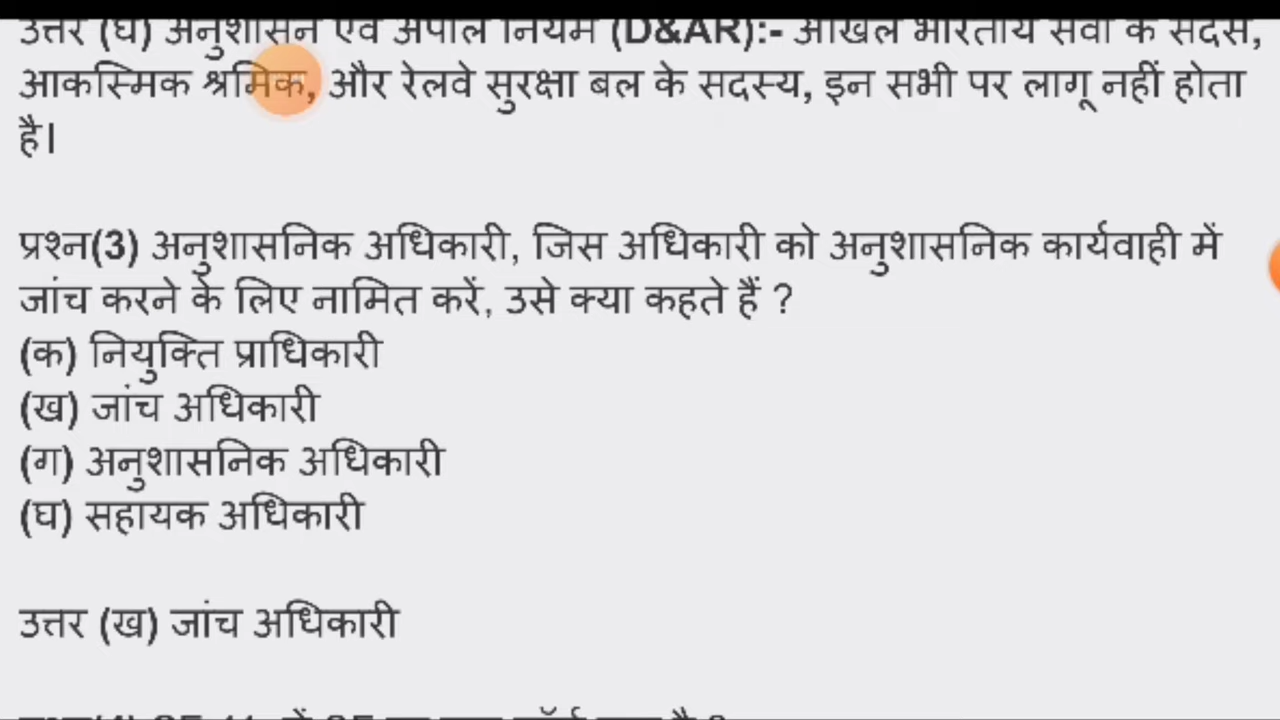 उत्तर (घ) अनुशासन एवं अपील नियम (D&AR):- अखिल भारतीय सेवा के सदस,
आकस्मिक श्रमिक, और रेलवे सुरक्षा बल के सदस्य, इन सभी पर लागू नहीं होता
है।
प्रश्न(3) अनुशासनिक अधिकारी, जिस अधिकारी को अनुशासनिक कार्यवाही में
जांच करने के लिए नामित करें, उसे क्या कहते हैं ?
(क) नियुक्ति प्राधिकारी
(ख) जांच अधिकारी
(ग) अनुशासनिक अधिकारी
(घ) सहायक अधिकारी
उत्तर (ख) जांच अधिकारी